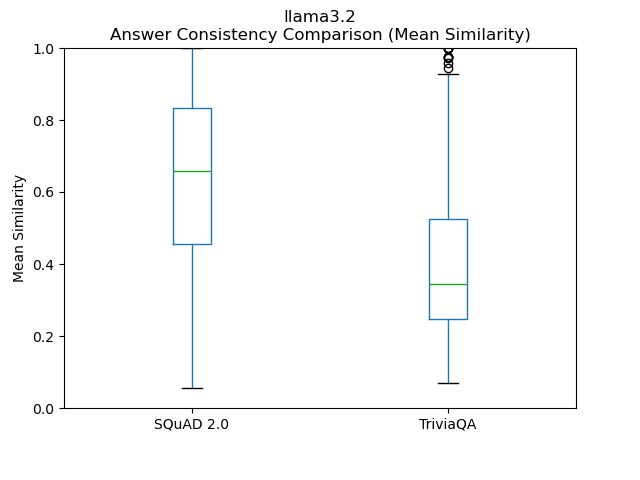 llama3.2
Answer Consistency Comparison (Mean Similarity)
1.0
0.8
0.6
0.4
0.2
0.0
Mean Similarity
SQuAD 2.0
TriviaQA